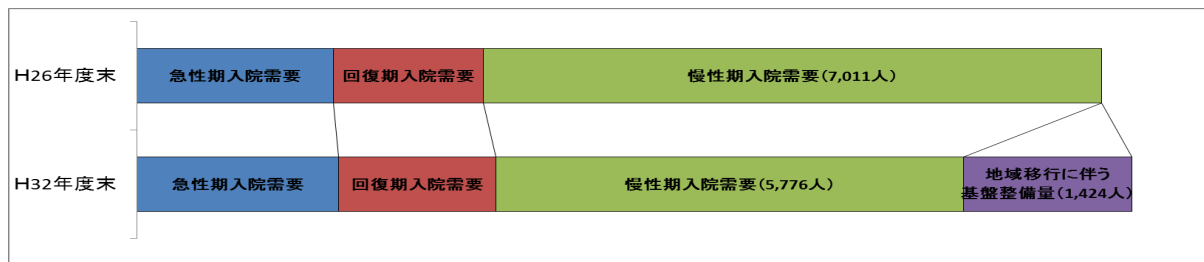 H26年度末
急性期入院需要
回復期入院需要
慢性期入院需要(7,011人)
H32年度末
急性期入院需要
回復期入院需要
慢性期入院需要(5,776人)
地域移行に伴う
基盤整備量(1,424人)